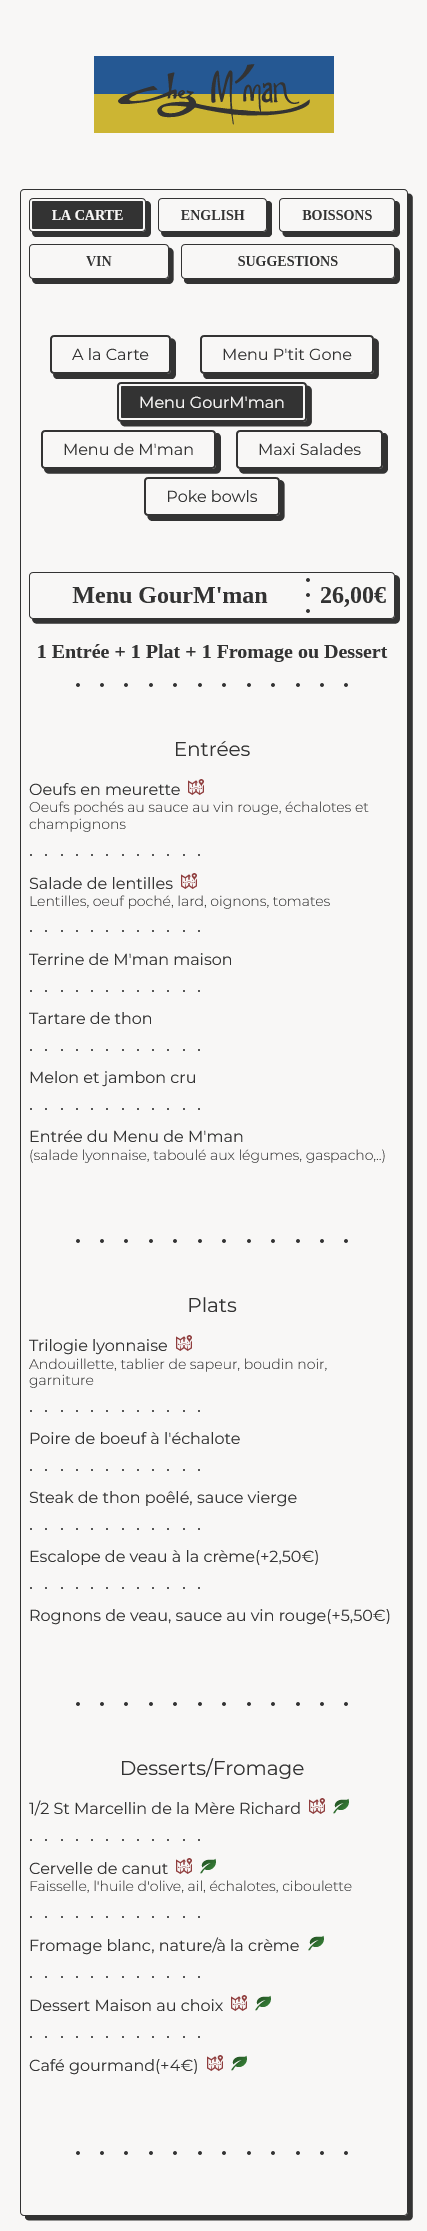 chez M'man
LA CARTE
ENGLISH
BOISSONS
VIN
SUGGESTIONS
A la Carte
Menu P'tit Gone
Menu GourM'man
Menu de M'man
Maxi Salades
Poke bowls
Menu GourM'man 26,00€
1 Entrée + 1 Plat + 1 Fromage ou Dessert
Entrées
Oeufs en meurette
Oeufs pochés au sauce au vin rouge, échalotes et
champignons
Salade de lentilles
Lentilles, oeuf poché, lard, oignons, tomates
Terrine de M'man maison
Tartare de thon
Melon et jambon cru
Entrée du Menu de M'man
(salade lyonnaise, taboulé aux légumes, gaspacho,..)
Plats
Trilogie lyonnaise
Andouillette, tablier de sapeur, boudin noir,
garniture
Poire de boeuf à l'échalote
Steak de thon poêlé, sauce vierge
Escalope de veau à la crème(+2,50€)
Rognons de veau, sauce au vin rouge(+5,50€)
Desserts/Fromage
1/2 St Marcellin de la Mère Richard
Cervelle de canut
Faisselle, l'huile d'olive, ail, échalotes, ciboulette
Fromage blanc, nature/à la crème
Dessert Maison au choix
Café gourmand(+4€)